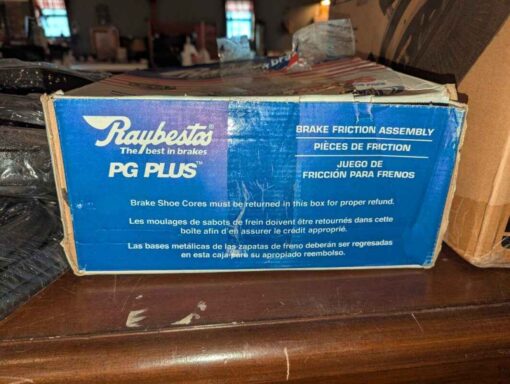 Raybestos
The best in brakes
PG PLUS™
BRAKE FRICTION ASSEMBLY
PIÈCES DE FRICTION
JUEGO DE
FRICCIÓN PARA FRENOS
Brake Shoe Cores must be returned in this box for proper refund.
Les moulages de sabots de frein doivent être retournés dans cette
boîte afin d'en assurer le crédit approprié.
Las bases metálicas de las zapatas de freno deberán ser regresadas
en esta caja para su apropiado reembolso.